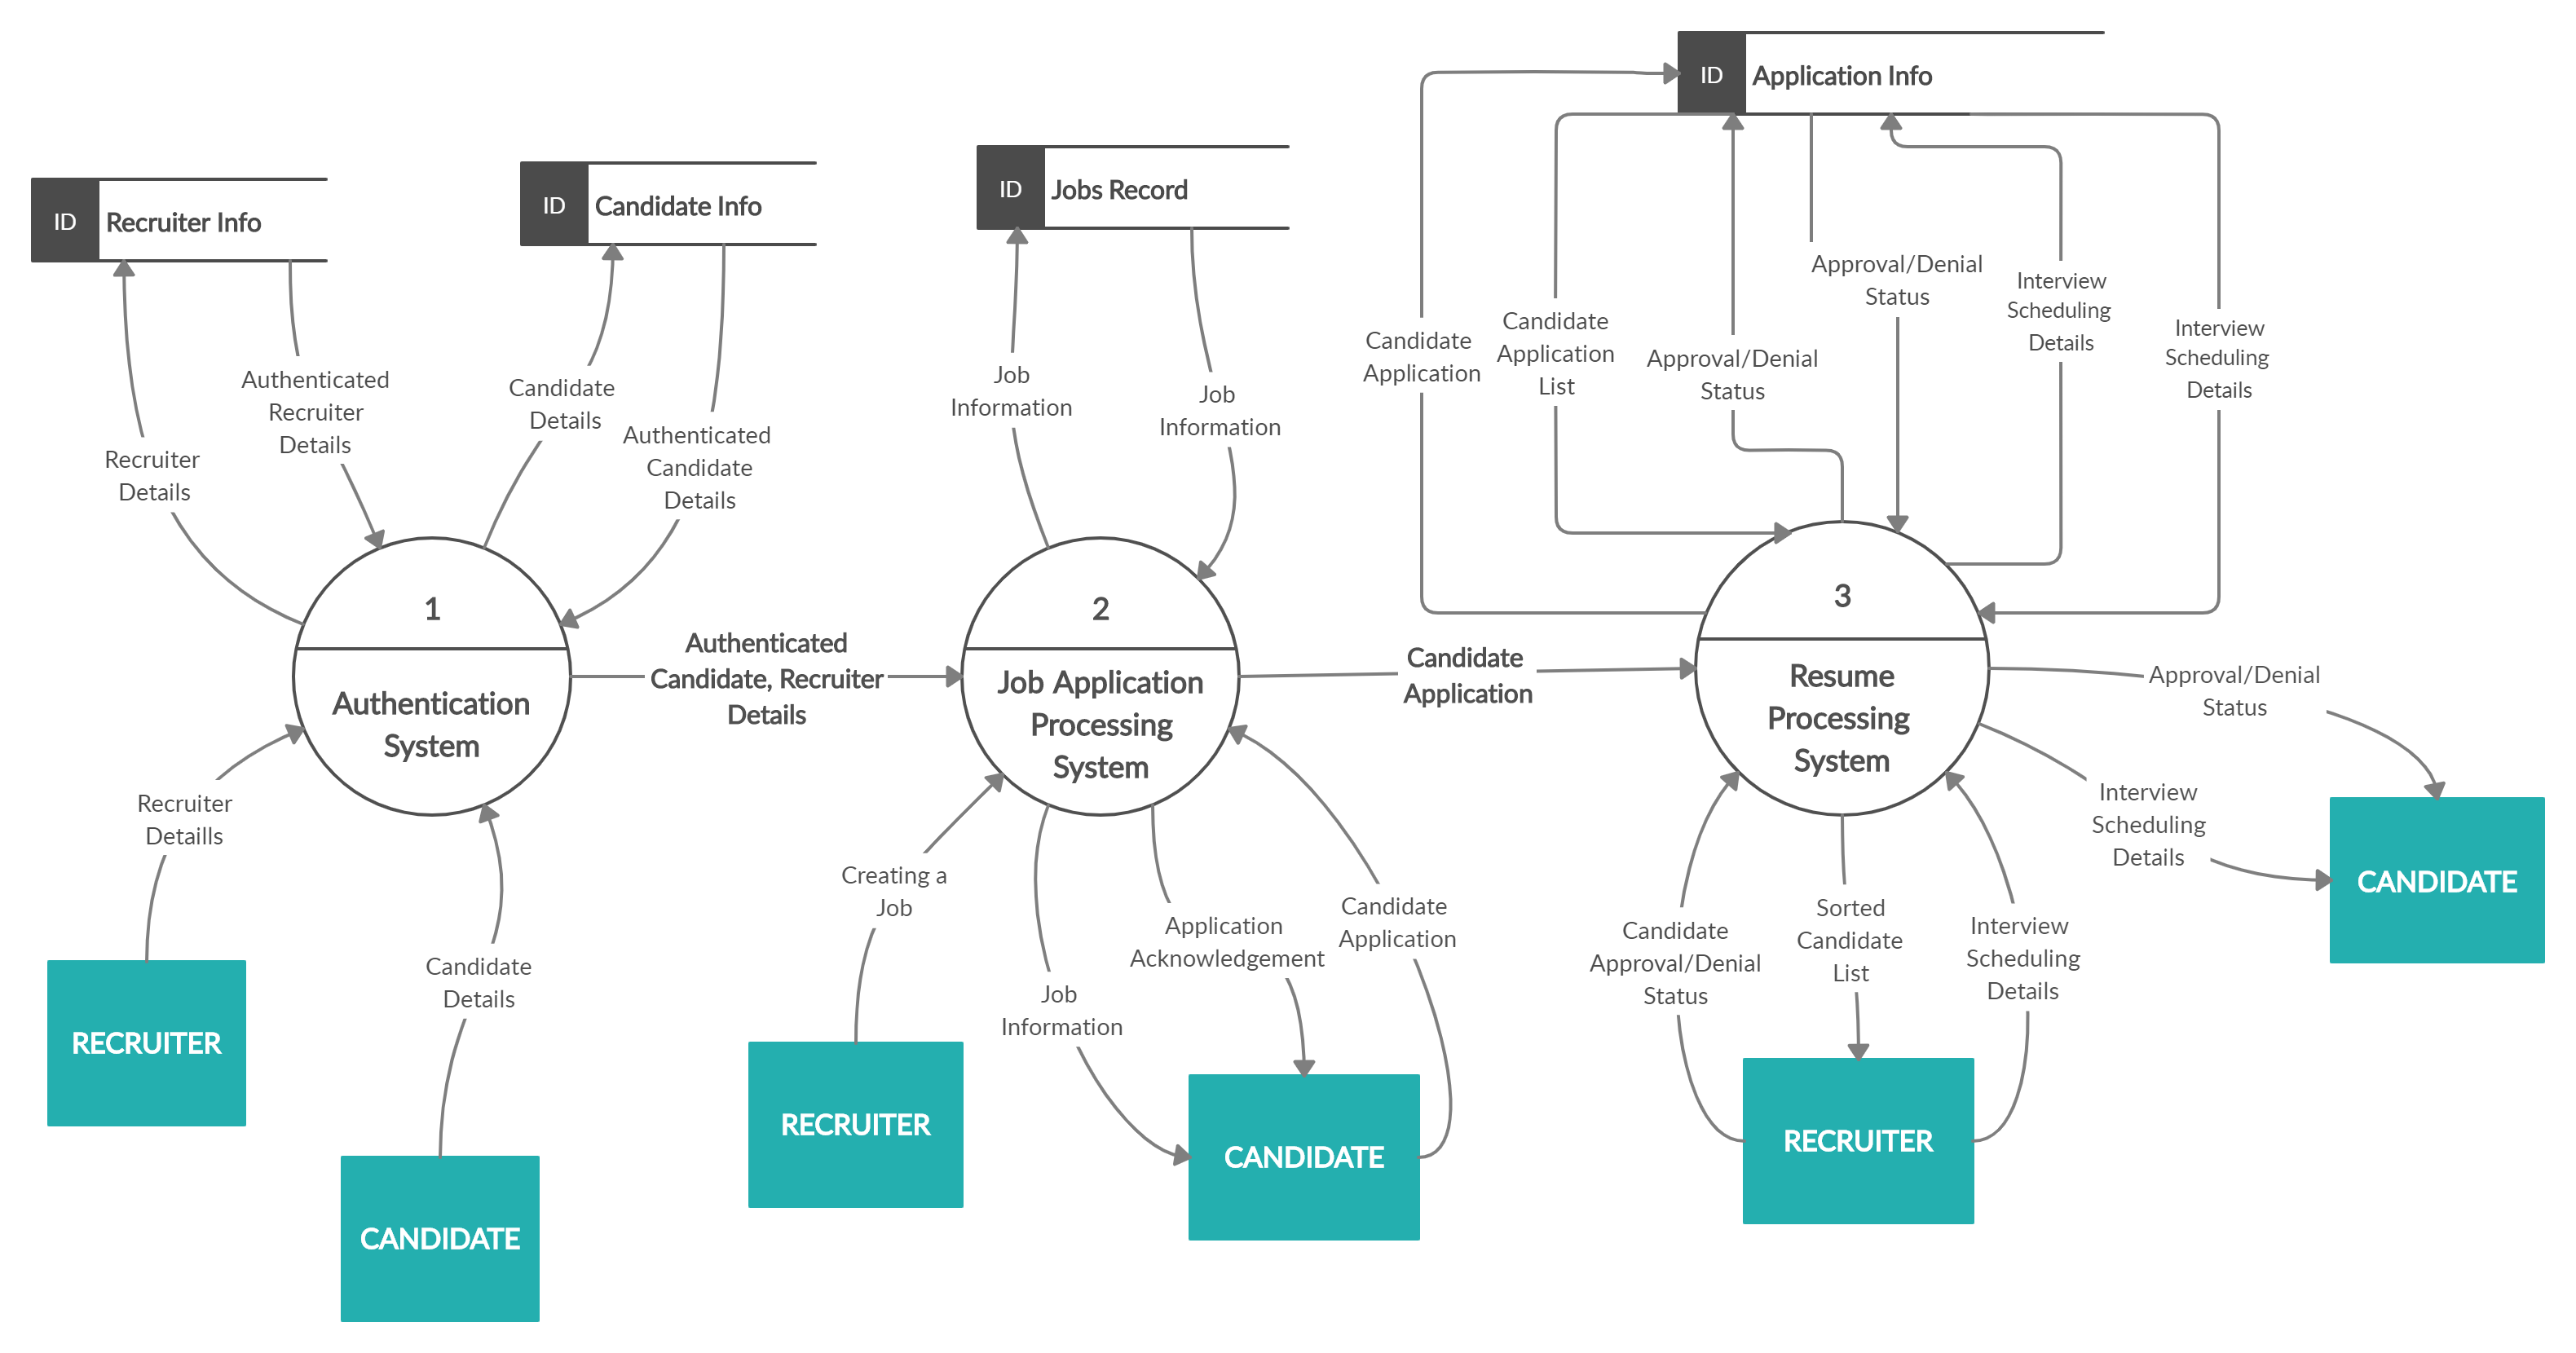 ID
Application Info
ID
Jobs Record
ID
Candidate Info
ID
Recruiter Info
Recruiter
Details
Authenticated
Recruiter
Details
Candidate
Details
Authenticated
Candidate
Details
Job
Information
Job
Information
Candidate
Application
Candidate
Application
List
Approval/Denial
Status
Approval/Denial
Status
Interview
Scheduling
Details
Interview
Scheduling
Details
1
Authentication
System
Authenticated
Candidate, Recruiter
Details
2
Job Application
Processing
System
Candidate
Application
3
Resume
Processing
System
Approval/Denial
Status
Interview
Scheduling
Details
CANDIDATE
Recruiter
Detaills
RECRUITER
Candidate
Details
CANDIDATE
Creating a
Job
RECRUITER
Job
Information
Application
Acknowledgement
Candidate
Application
CANDIDATE
Candidate
Approval/Denial
Status
Sorted
Candidate
List
Interview
Scheduling
Details
RECRUITER